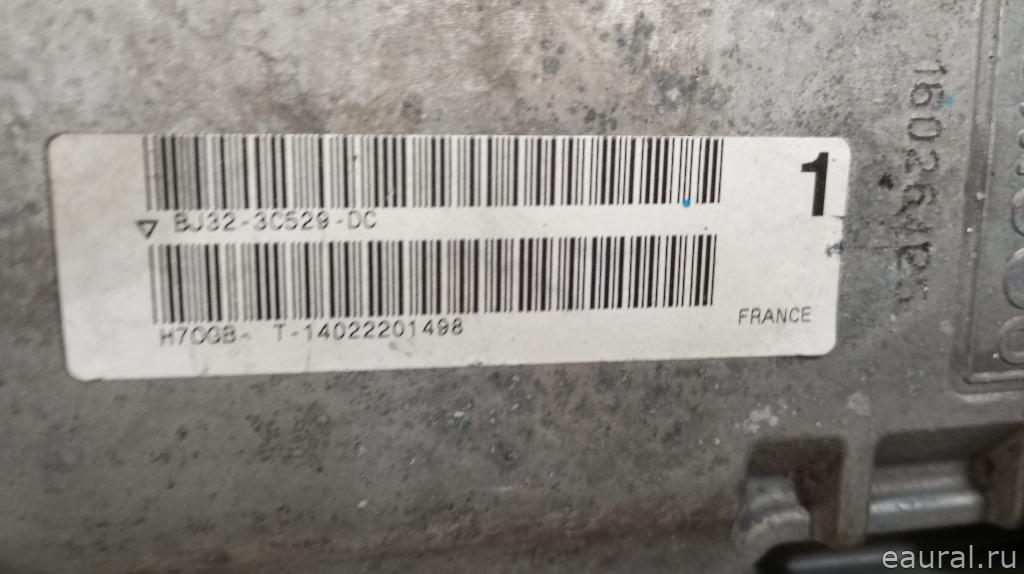 1
▽ BJ32-3C529-DC
H7OGB- T-14022201498
FRANCE
eaural.ru